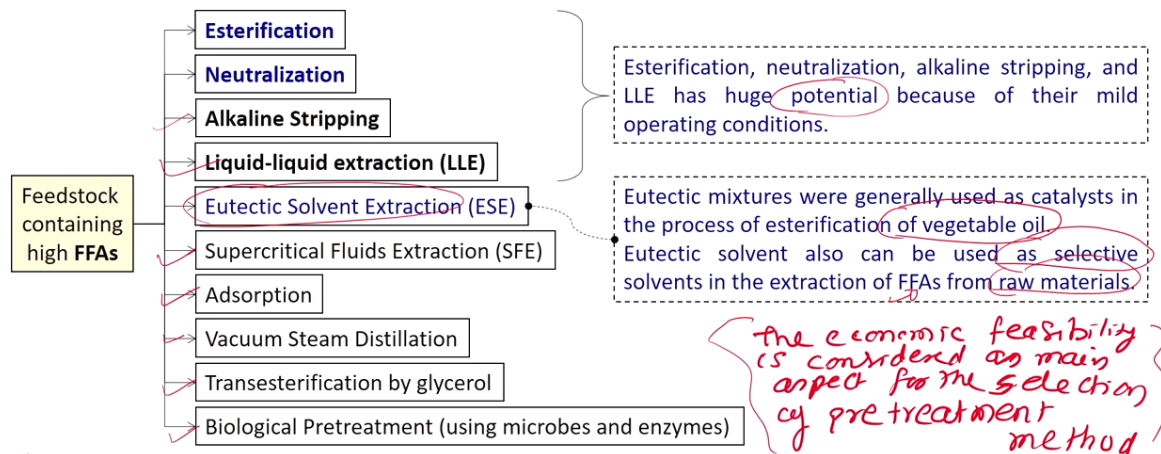 Esterification
Neutralization
Alkaline Stripping
Liquid-liquid extraction (LLE)
Feedstock
containing
high FFAs
Eutectic Solvent Extraction (ESE)
Supercritical Fluids Extraction (SFE)
Adsorption
Vacuum Steam Distillation
Transesterification by glycerol
Biological Pretreatment (using microbes and enzymes)
Esterification, neutralization, alkaline stripping, and
LLE has huge potential because of their mild
operating conditions.
Eutectic mixtures were generally used as catalysts in
the process of esterification of vegetable oil.
Eutectic solvent also can be used as selective
solvents in the extraction of FFAs from raw materials.
the economic feasibility
is considered as main
aspect for the selection
of pretreatment
method